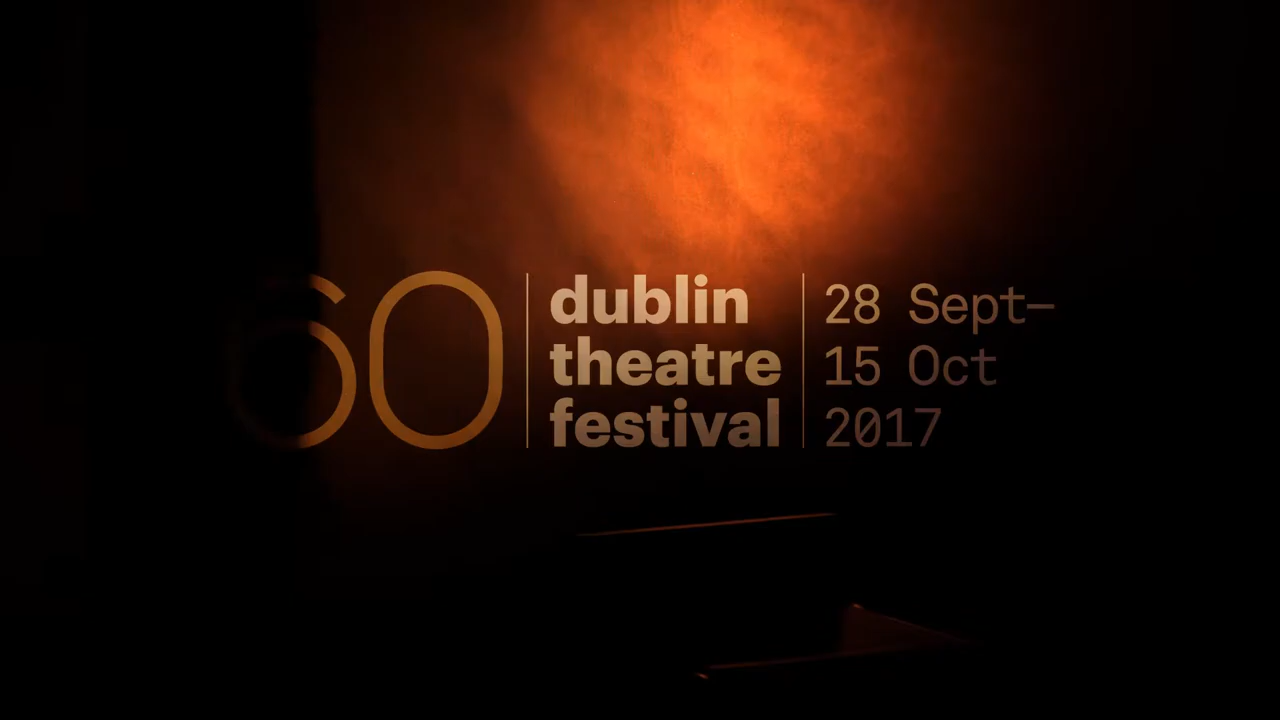 60
dublin
theatre
festival
28 Sept–
15 Oct
2017